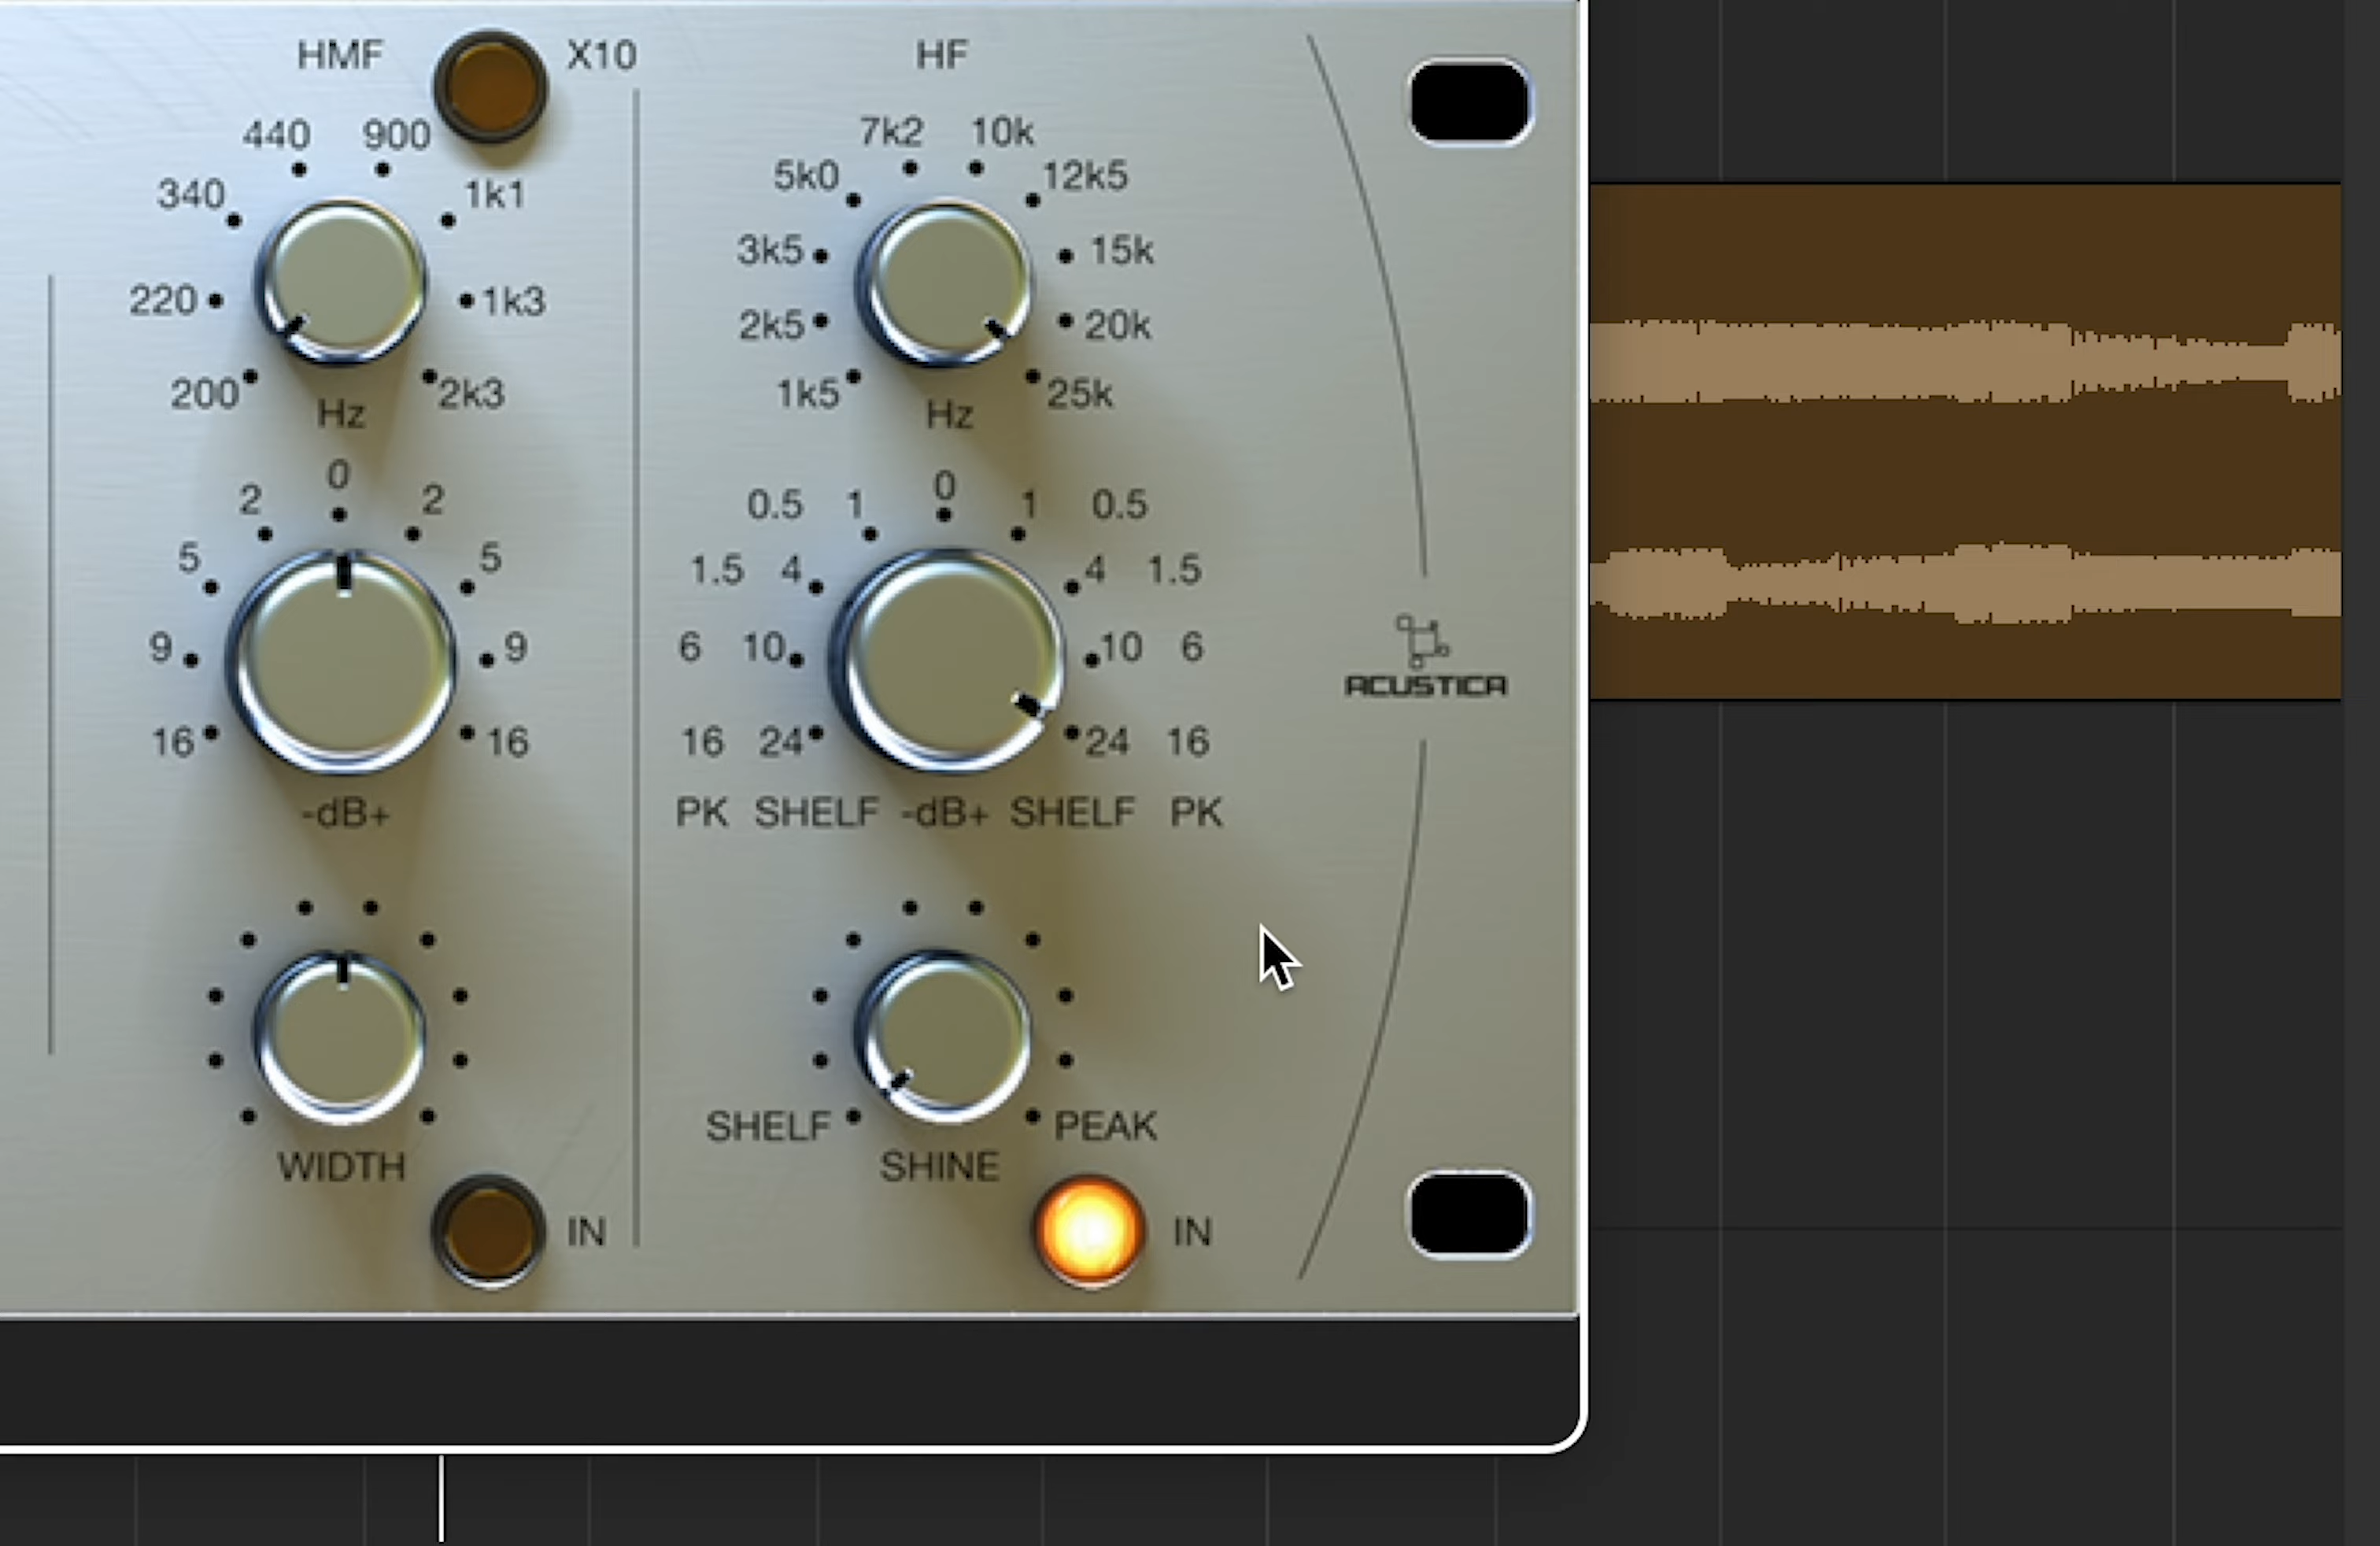 HMF X10
440 900
340 1k1
220 1k3
200 2k3
Hz
0
2 2
5 5
9 9
16 16
-dB+
WIDTH
IN
HF
7k2 10k
5k0 12k5
3k5 15k
2k5 20k
1k5 25k
Hz
0
0.5 1 1 0.5
1.5 4 4 1.5
6 10 10 6
16 24 24 16
PK SHELF -dB+ SHELF PK
SHELF PEAK
SHINE
IN
ACUSTICA